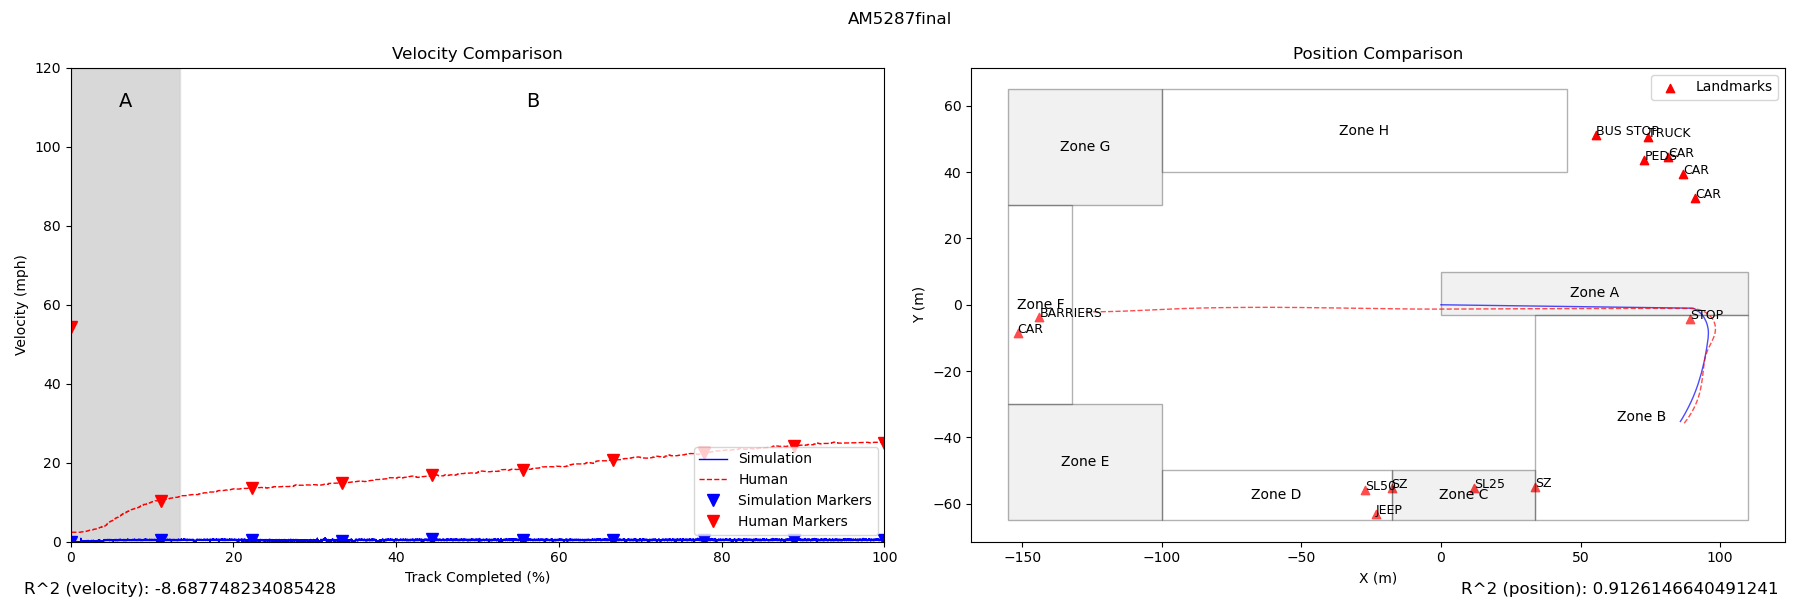 AM5287final
Velocity Comparison
120
100
80
60
40
20
0
Velocity (mph)
A
B
Simulation
Human
Simulation Markers
Human Markers
0
20
40
60
80
100
Track Completed (%)
R^2 (velocity): -8.687748234085428
Position Comparison
Landmarks
60
40
20
0
−20
−40
−60
Y (m)
Zone G
Zone H
BUS STOP
TRUCK
PEDS
CAR
CAR
CAR
Zone A
Zone F
BARRIERS
CAR
STOP
Zone B
Zone E
Zone D
SL50
SZ
JEEP
SL25
Zone C
SZ
−150
−100
−50
0
50
100
X (m)
R^2 (position): 0.9126146640491241